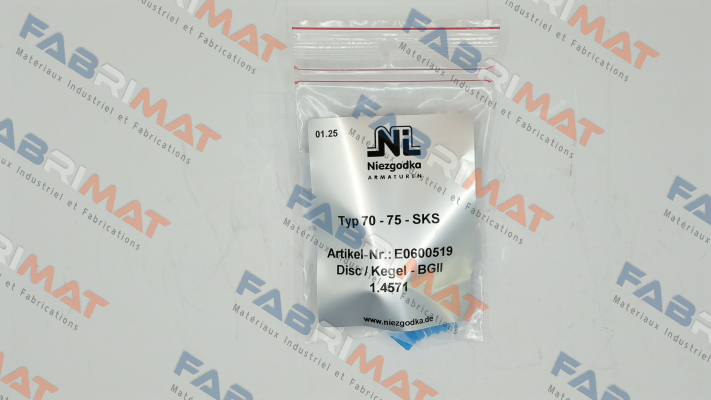 01.25
NiL
Niezgodka
ARMATUREN
Typ 70 - 75 - SKS
Artikel-Nr.: E0600519
Disc / Kegel - BGII
1.4571
www.niezgodka.de
FABRIMAT
Matériaux Industriel et Fabrications